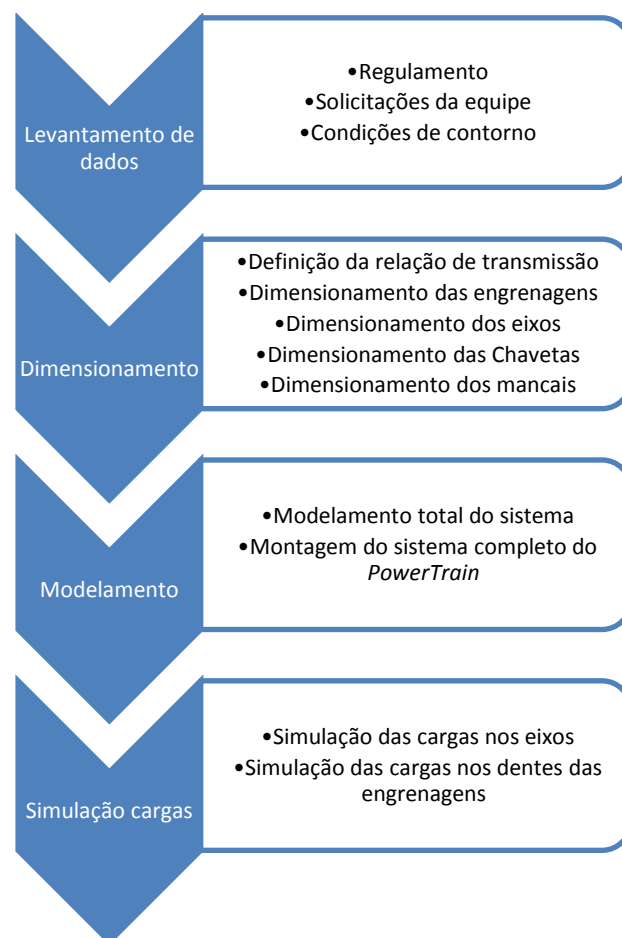 Levantamento de
dados
•Regulamento
•Solicitações da equipe
•Condições de contorno
Dimensionamento
•Definição da relação de transmissão
•Dimensionamento das engrenagens
•Dimensionamento dos eixos
•Dimensionamento das Chavetas
•Dimensionamento dos mancais
Modelamento
•Modelamento total do sistema
•Montagem do sistema completo do
PowerTrain
Simulação cargas
•Simulação das cargas nos eixos
•Simulação das cargas nos dentes das
engrenagens